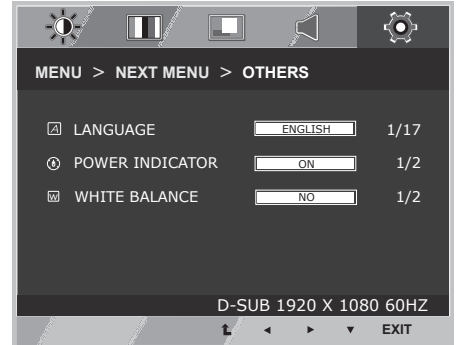 MENU > NEXT MENU > OTHERS
LANGUAGE ENGLISH 1/17
POWER INDICATOR ON 1/2
WHITE BALANCE NO 1/2
D-SUB 1920 X 1080 60HZ
EXIT